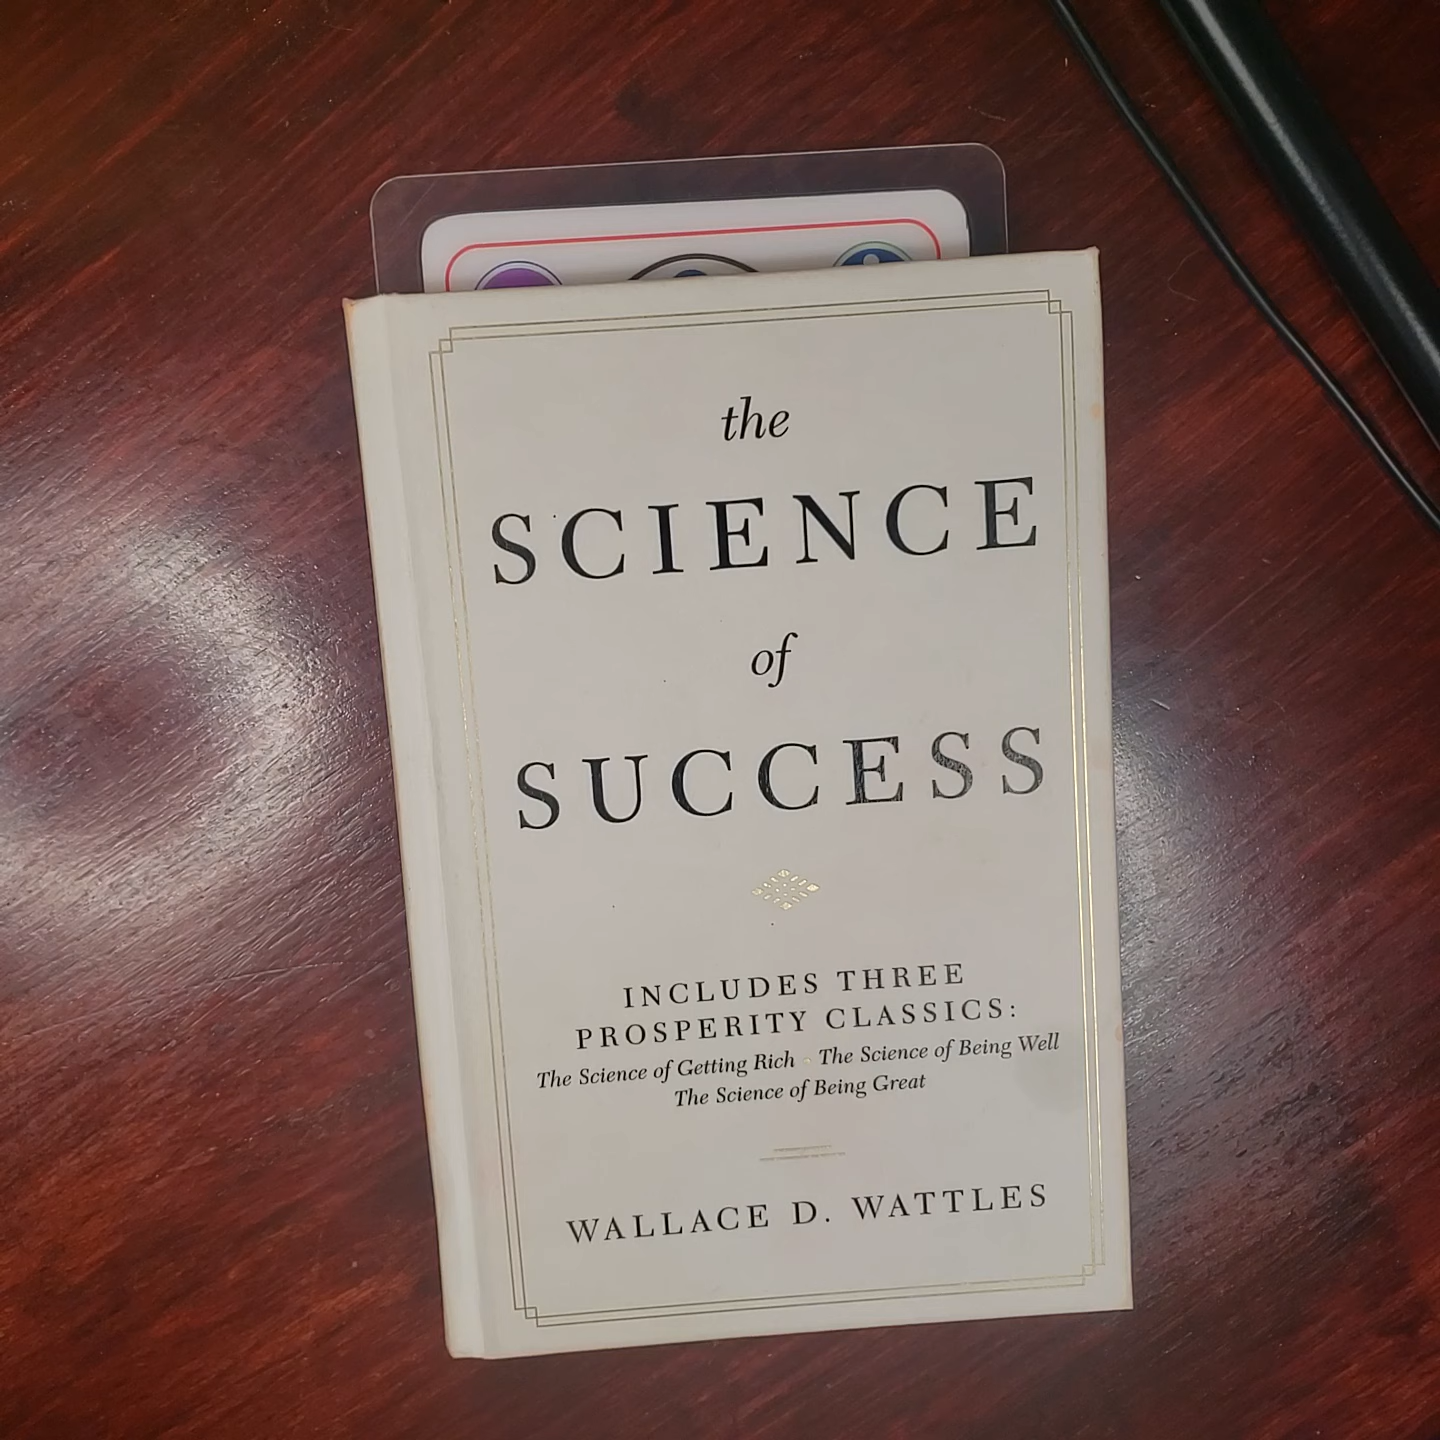 the
SCIENCE
of
SUCCESS
INCLUDES THREE
PROSPERITY CLASSICS:
The Science of Getting Rich · The Science of Being Well
The Science of Being Great
WALLACE D. WATTLES